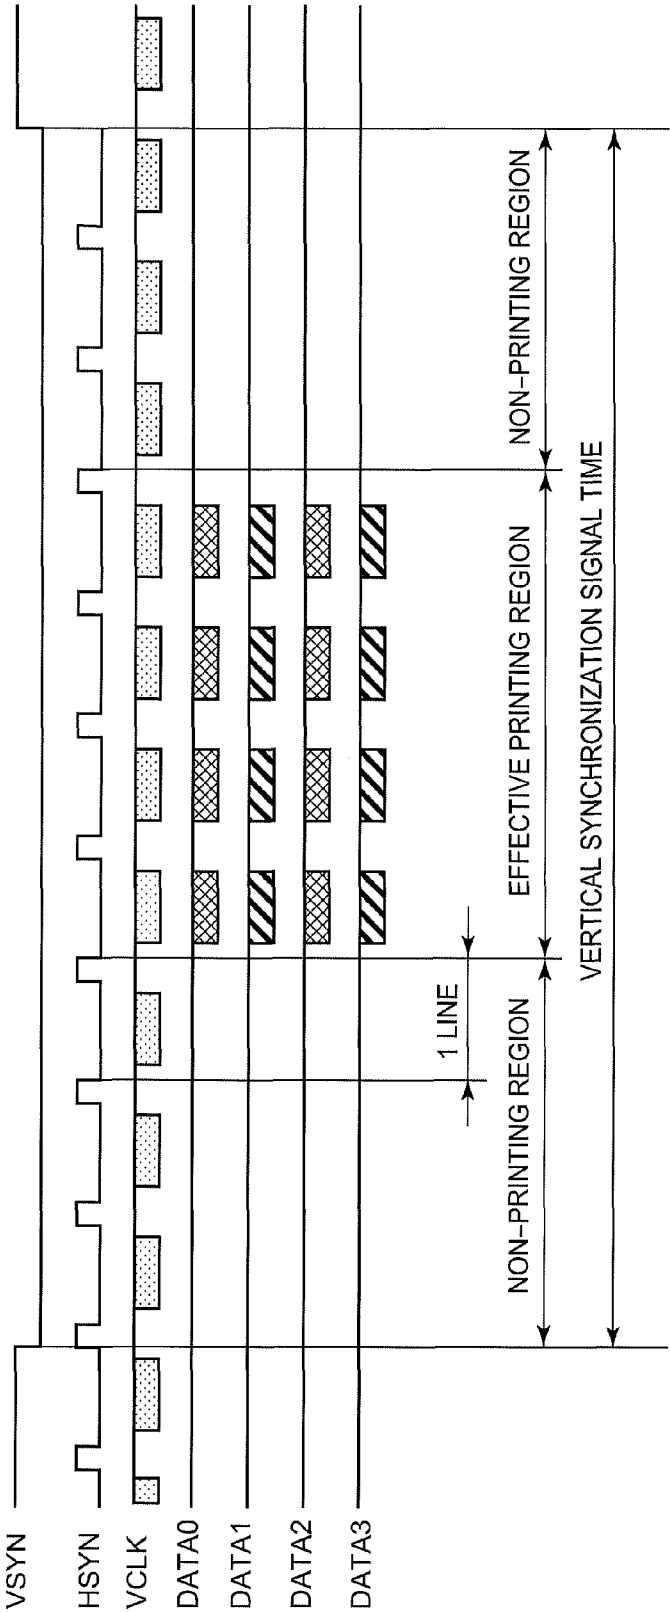 VSYN
HSYN
VCLK
DATA0
DATA1
DATA2
DATA3
1 LINE
NON-PRINTING REGION
EFFECTIVE PRINTING REGION
NON-PRINTING REGION
VERTICAL SYNCHRONIZATION SIGNAL TIME